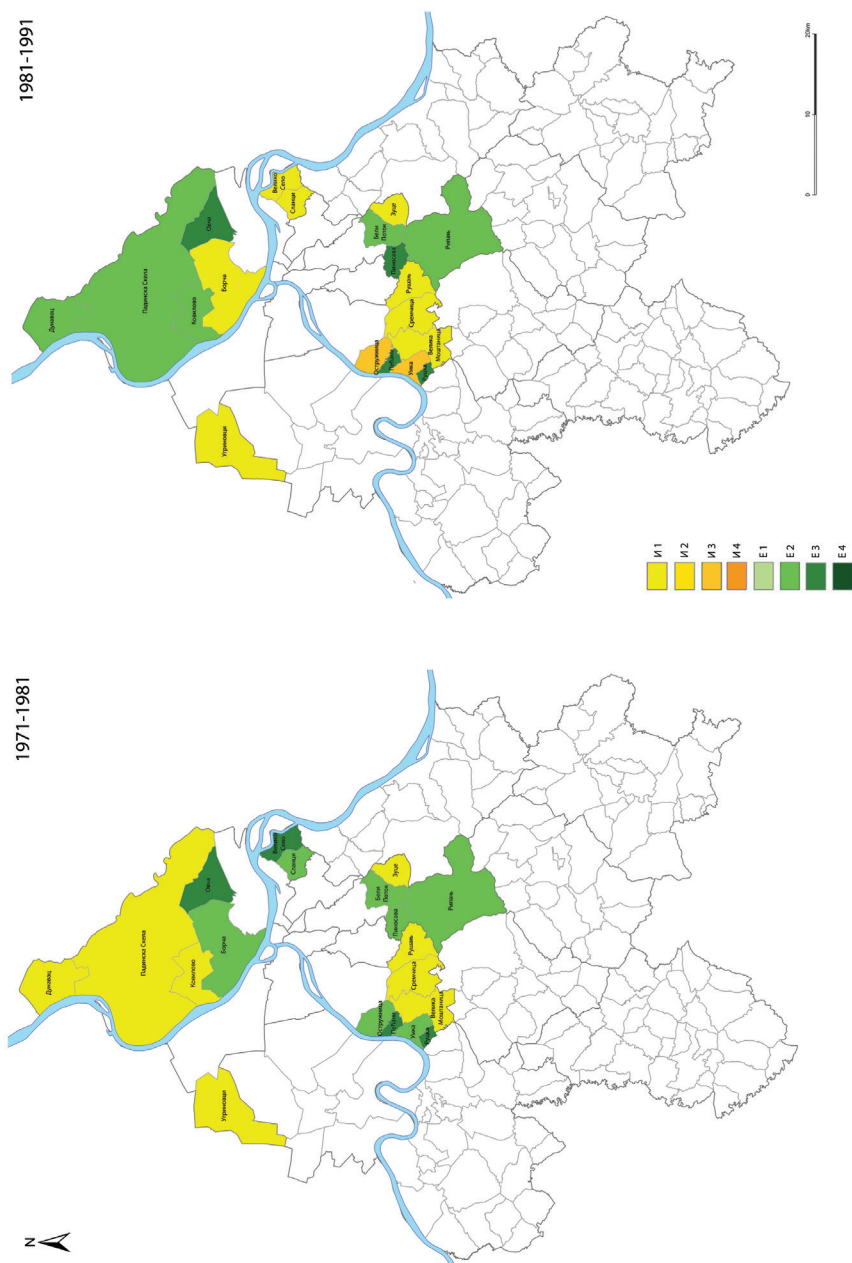 N
1971-1981
Дунавац
Падинска Скела
Ковилово
Овча
Борча
Угриновци
Велико
Село
Сланци
Зуце
Бели
Поток
Пиносава
Рипањ
Рушањ
Сремчица
Остружница
Умка
Велика
Моштаница
1981-1991
Дунавац
Падинска Скела
Ковилово
Овча
Борча
Угриновци
Велико
Село
Сланци
Зуце
Бели
Поток
Пиносава
Рипањ
Рушањ
Сремчица
Остружница
Умка
Велика
Моштаница
И 1
И 2
И 3
И 4
Е 1
Е 2
Е 3
Е 4
0 10 20km